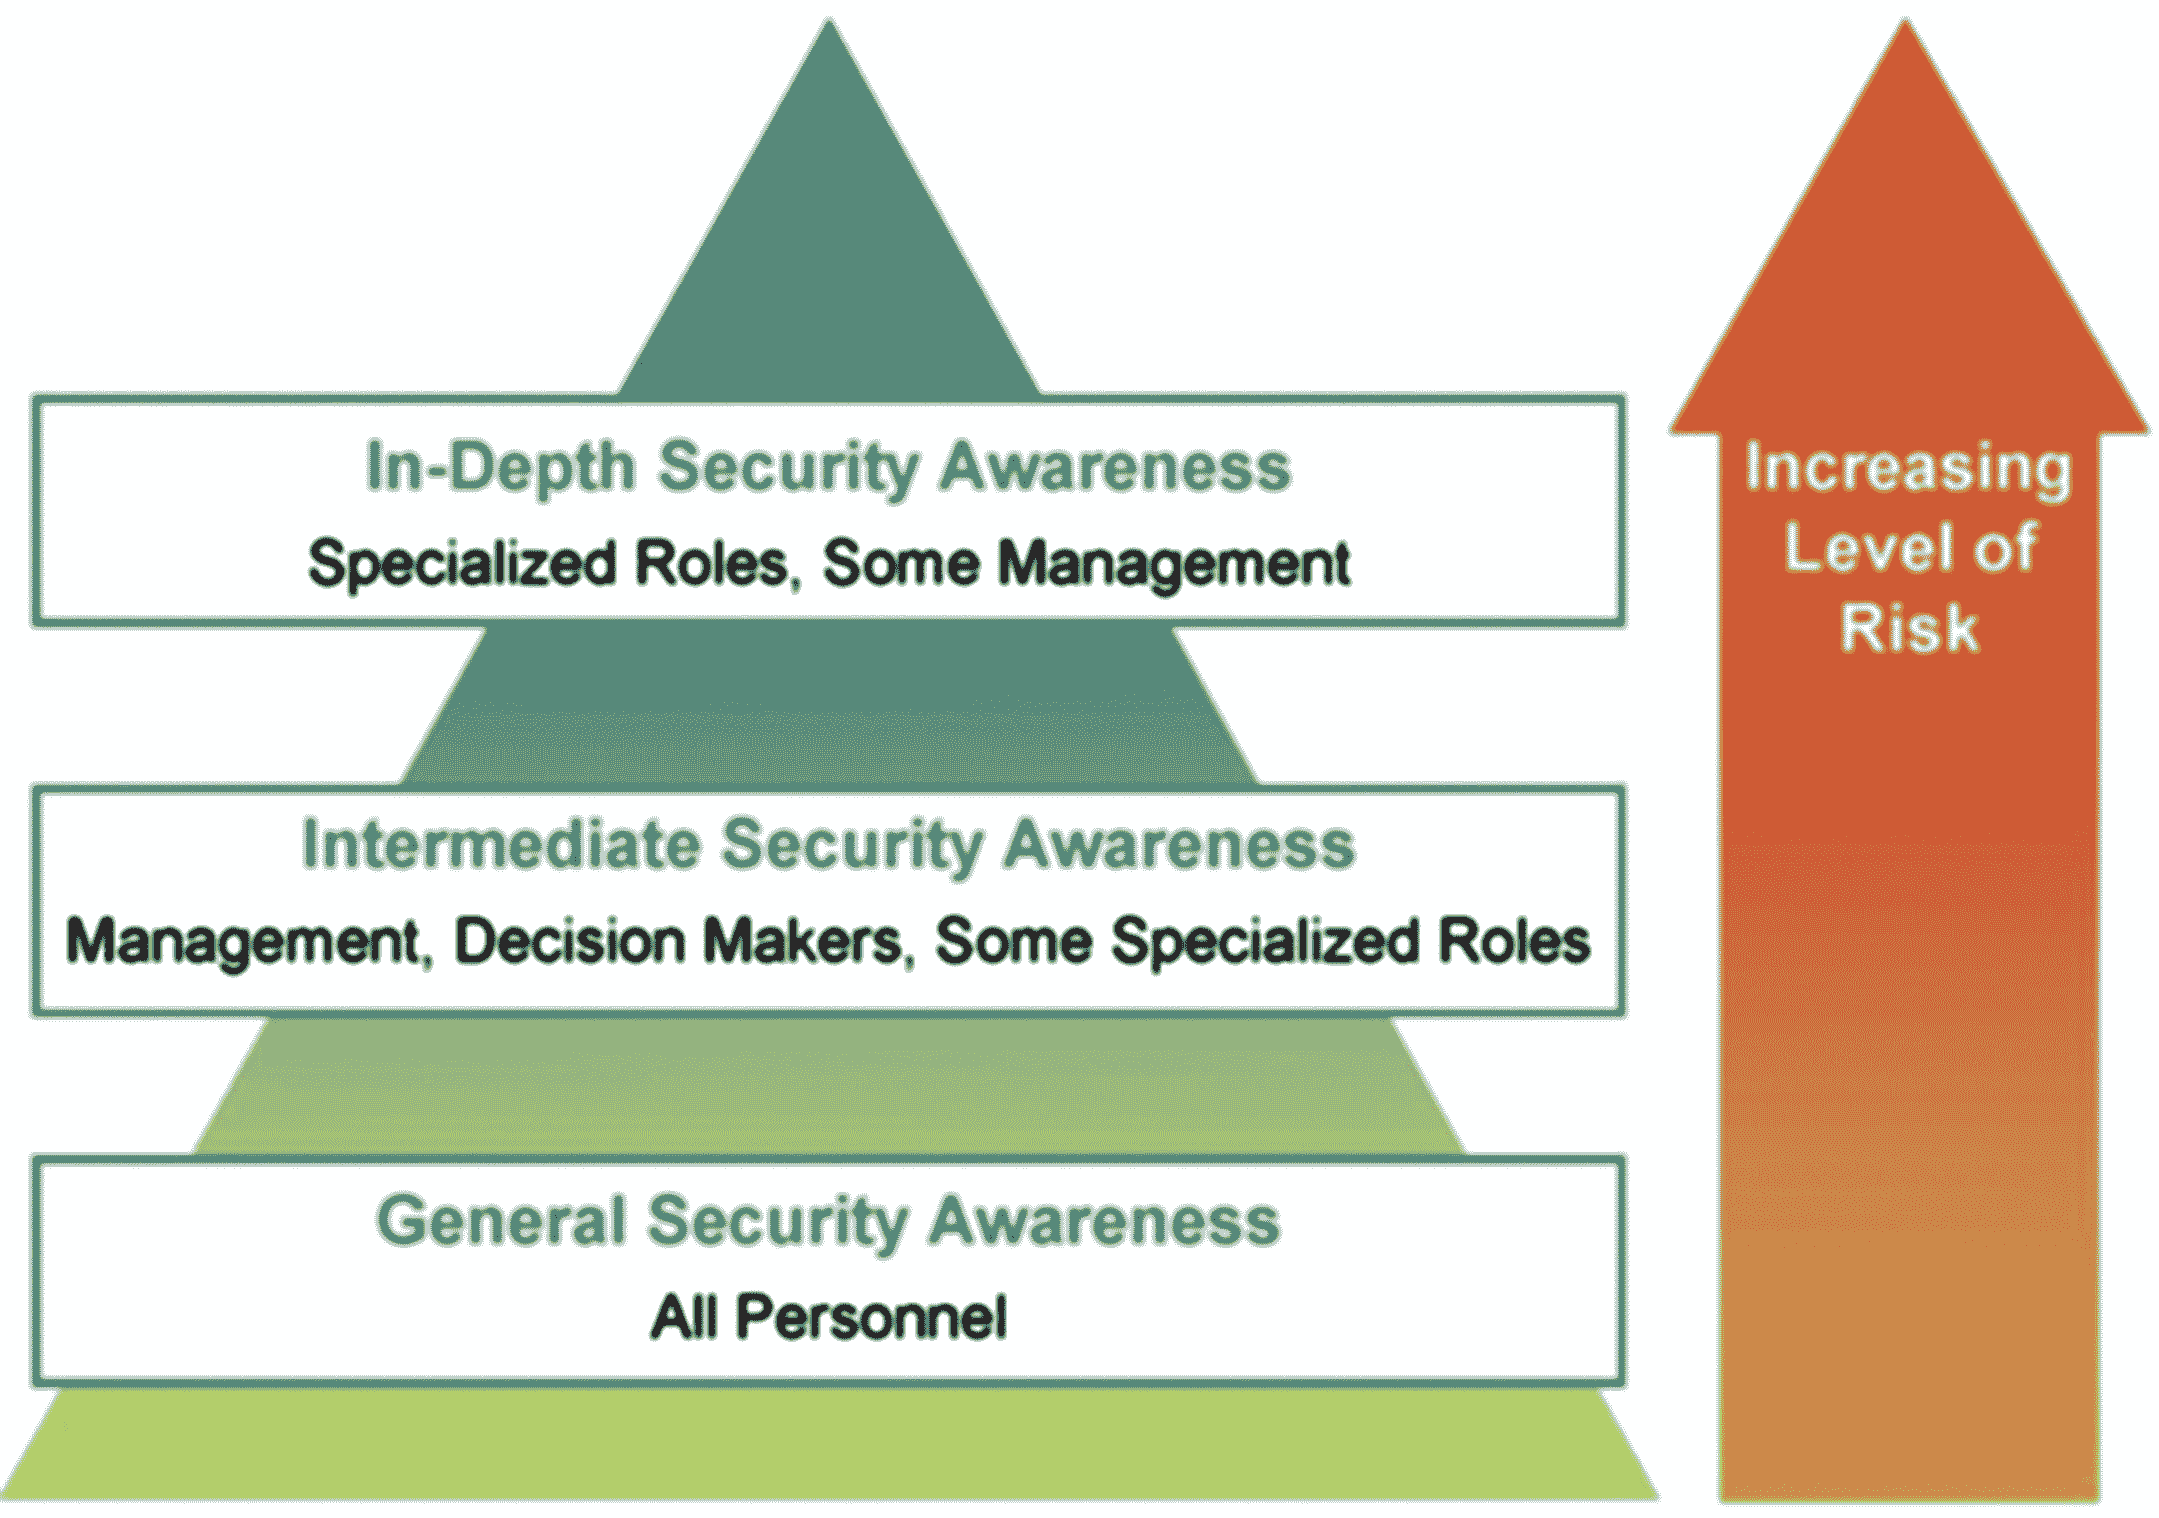 In-Depth Security Awareness
Specialized Roles, Some Management
Intermediate Security Awareness
Management, Decision Makers, Some Specialized Roles
General Security Awareness
All Personnel
Increasing
Level of
Risk